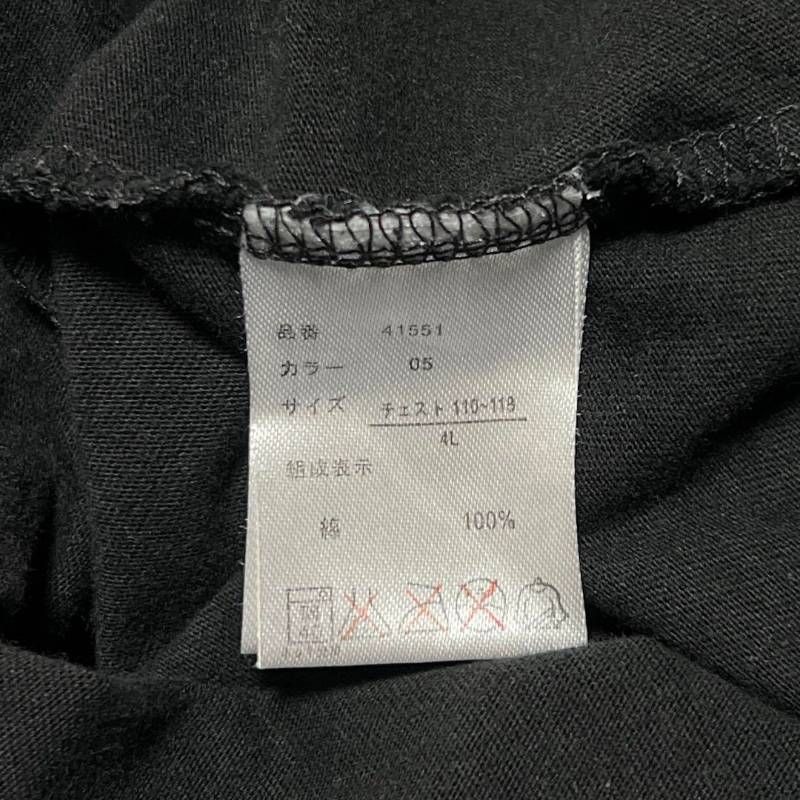 品番 41551
カラー 05
サイズ チェスト 110~119
4L
組成表示
綿 100%